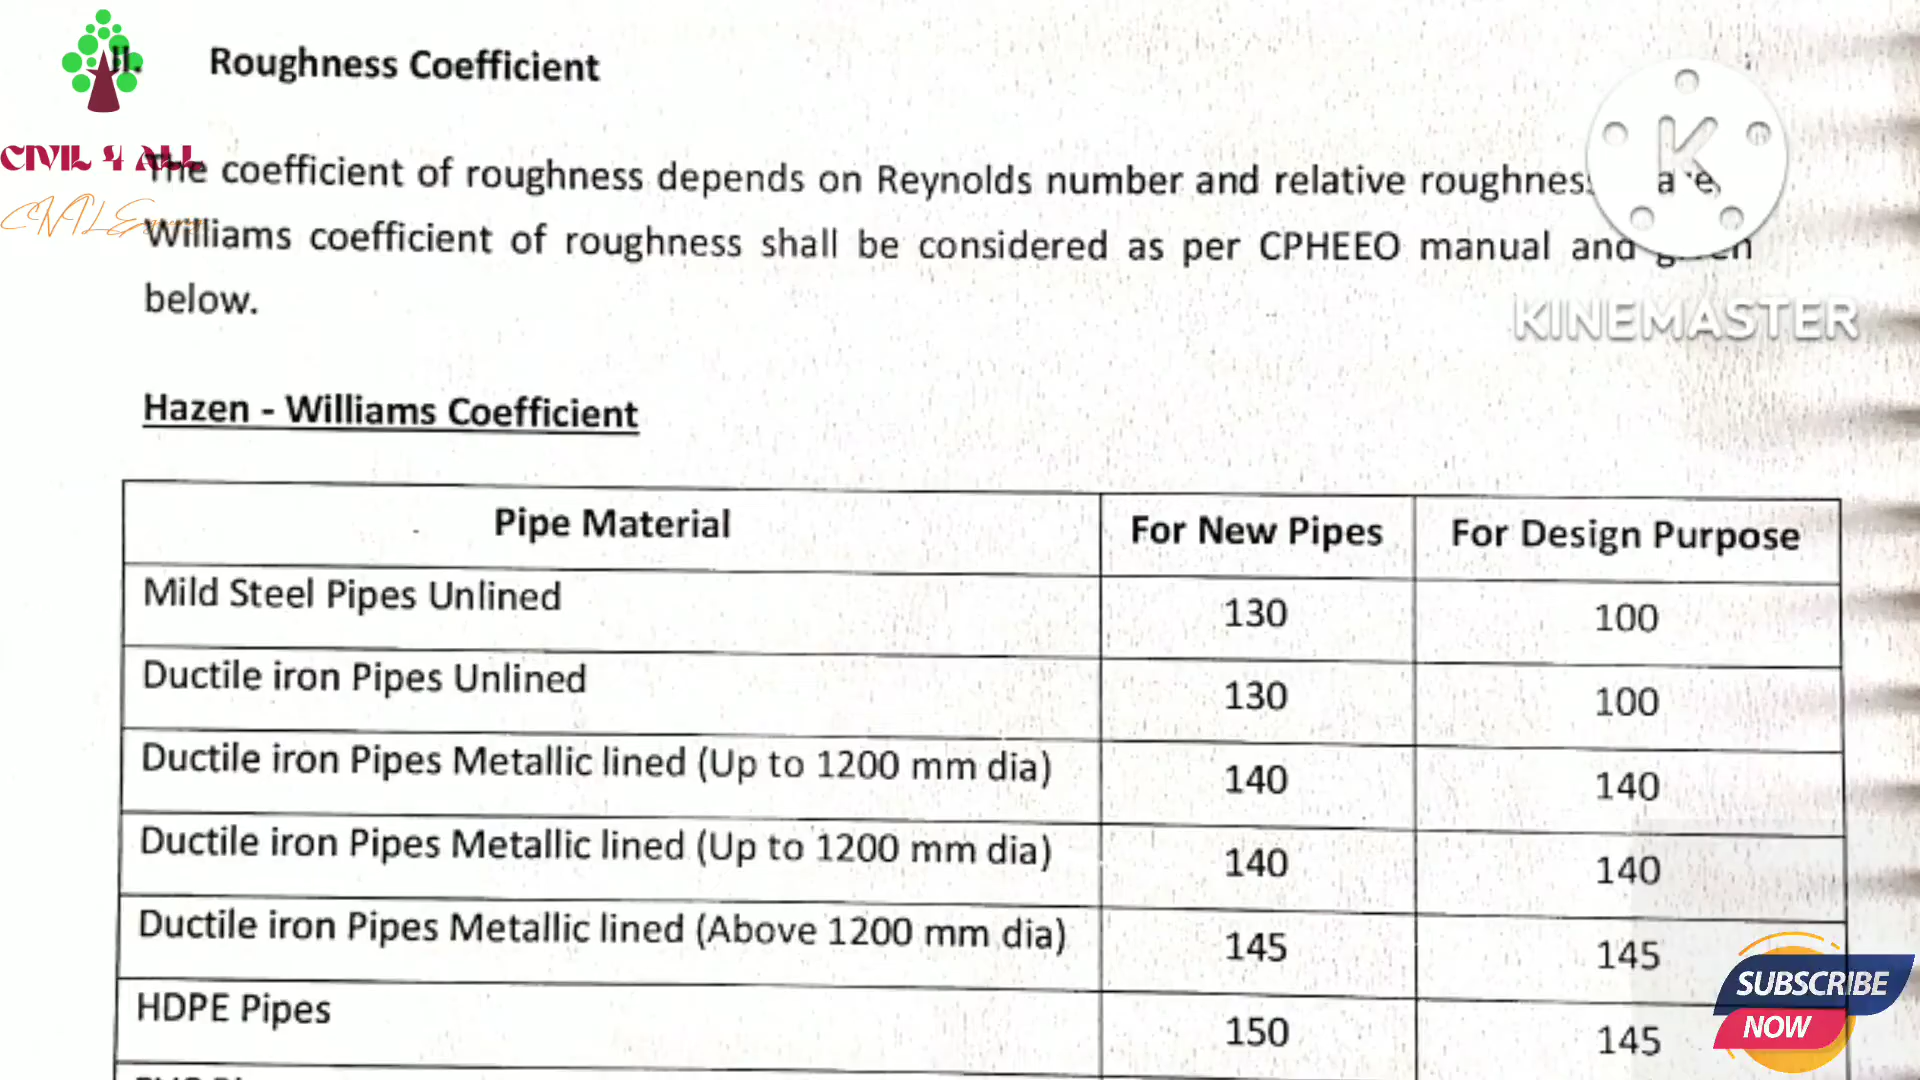 II. Roughness Coefficient
CIVIL 4 ALL
The coefficient of roughness depends on Reynolds number and relative roughness.
Williams coefficient of roughness shall be considered as per CPHEEO manual and
below.
KINEMASTER
Hazen - Williams Coefficient
Pipe Material For New Pipes For Design Purpose
Mild Steel Pipes Unlined 130 100
Ductile iron Pipes Unlined 130 100
Ductile iron Pipes Metallic lined (Up to 1200 mm dia) 140 140
Ductile iron Pipes Metallic lined (Up to 1200 mm dia) 140 140
Ductile iron Pipes Metallic lined (Above 1200 mm dia) 145 145
HDPE Pipes 150 145
SUBSCRIBE
NOW